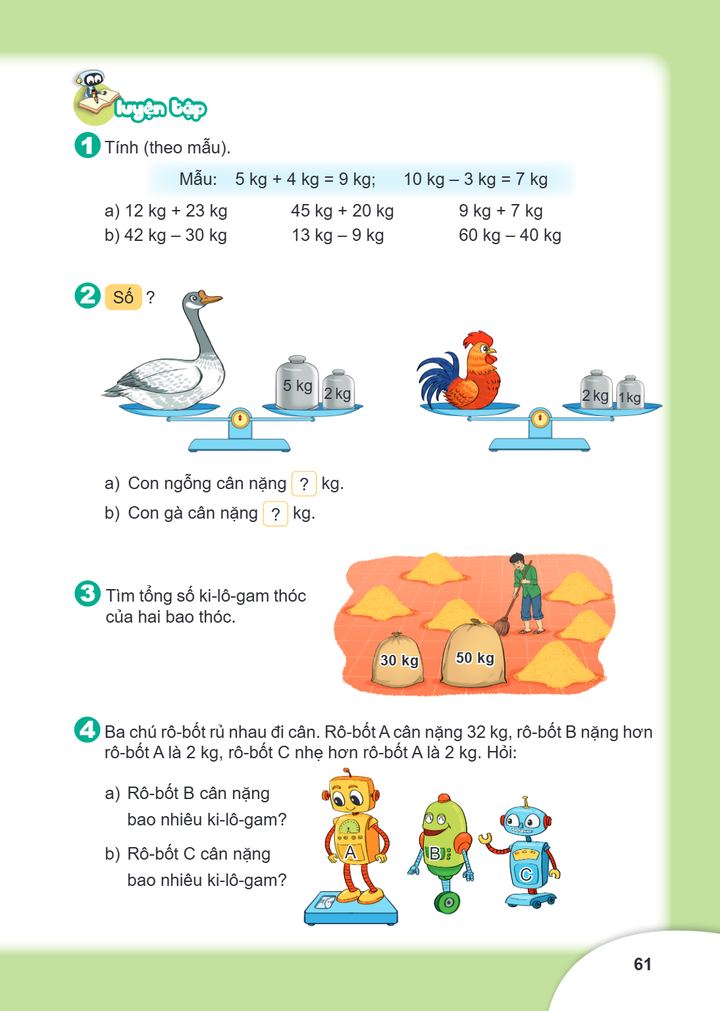 luyện tập
1 Tính (theo mẫu).
Mẫu: 5 kg + 4 kg = 9 kg; 10 kg – 3 kg = 7 kg
a) 12 kg + 23 kg 45 kg + 20 kg 9 kg + 7 kg
b) 42 kg – 30 kg 13 kg – 9 kg 60 kg – 40 kg
2 Số ?
5 kg 2 kg 2 kg 1 kg
a) Con ngỗng cân nặng ? kg.
b) Con gà cân nặng ? kg.
3 Tìm tổng số ki-lô-gam thóc
của hai bao thóc.
30 kg 50 kg
4 Ba chú rô-bốt rủ nhau đi cân. Rô-bốt A cân nặng 32 kg, rô-bốt B nặng hơn
rô-bốt A là 2 kg, rô-bốt C nhẹ hơn rô-bốt A là 2 kg. Hỏi:
a) Rô-bốt B cân nặng
bao nhiêu ki-lô-gam?
b) Rô-bốt C cân nặng
bao nhiêu ki-lô-gam?
A B C
61